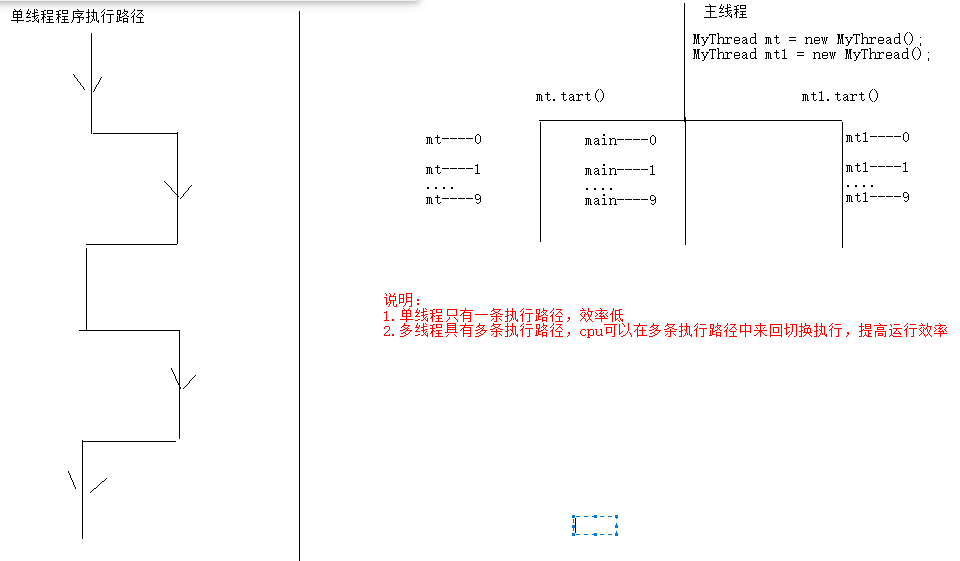 单线程程序执行路径
主线程
MyThread mt = new MyThread();
MyThread mt1 = new MyThread();
mt.tart()
mt1.tart()
mt----0
main----0
mt1----0
mt----1
main----1
mt1----1
....
....
....
mt----9
main----9
mt1----9
说明:
1.单线程只有一条执行路径，效率低
2.多线程具有多条执行路径，cpu可以在多条执行路径中来回切换执行，提高运行效率